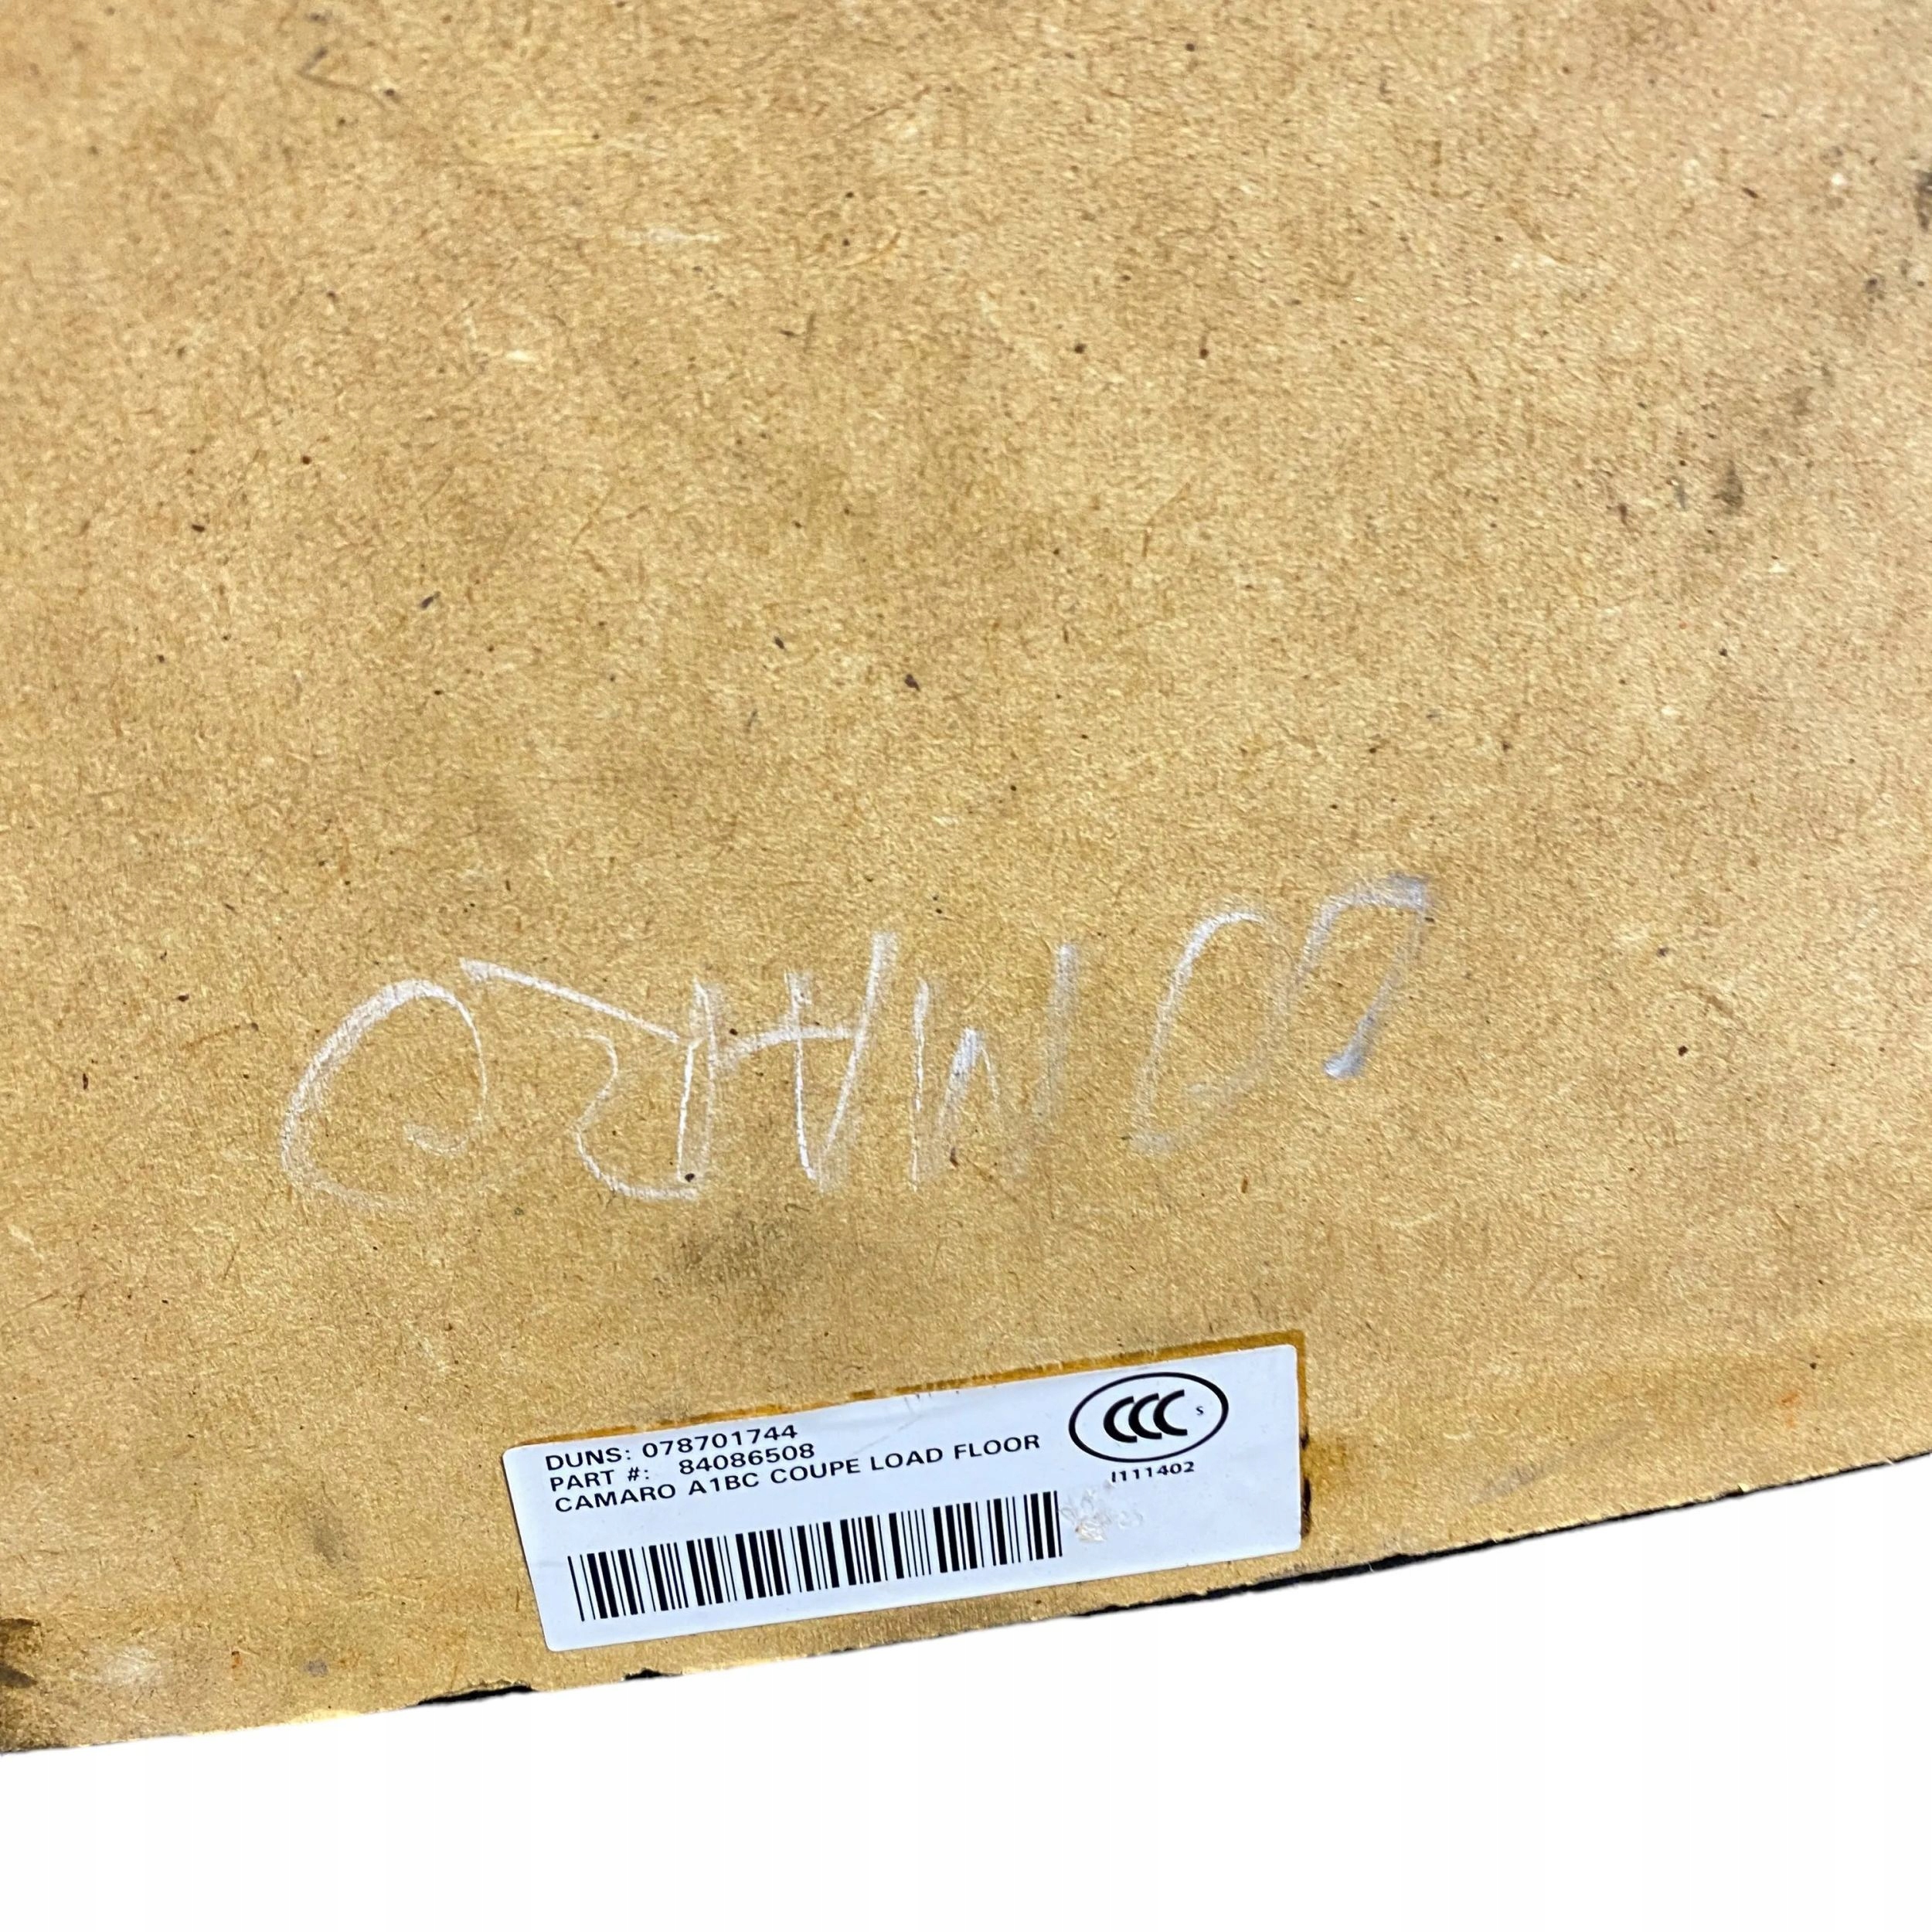 CAMARO
DUNS: 078701744
PART #: 84086508
CAMARO A1BC COUPE LOAD FLOOR
CCC S
I111402